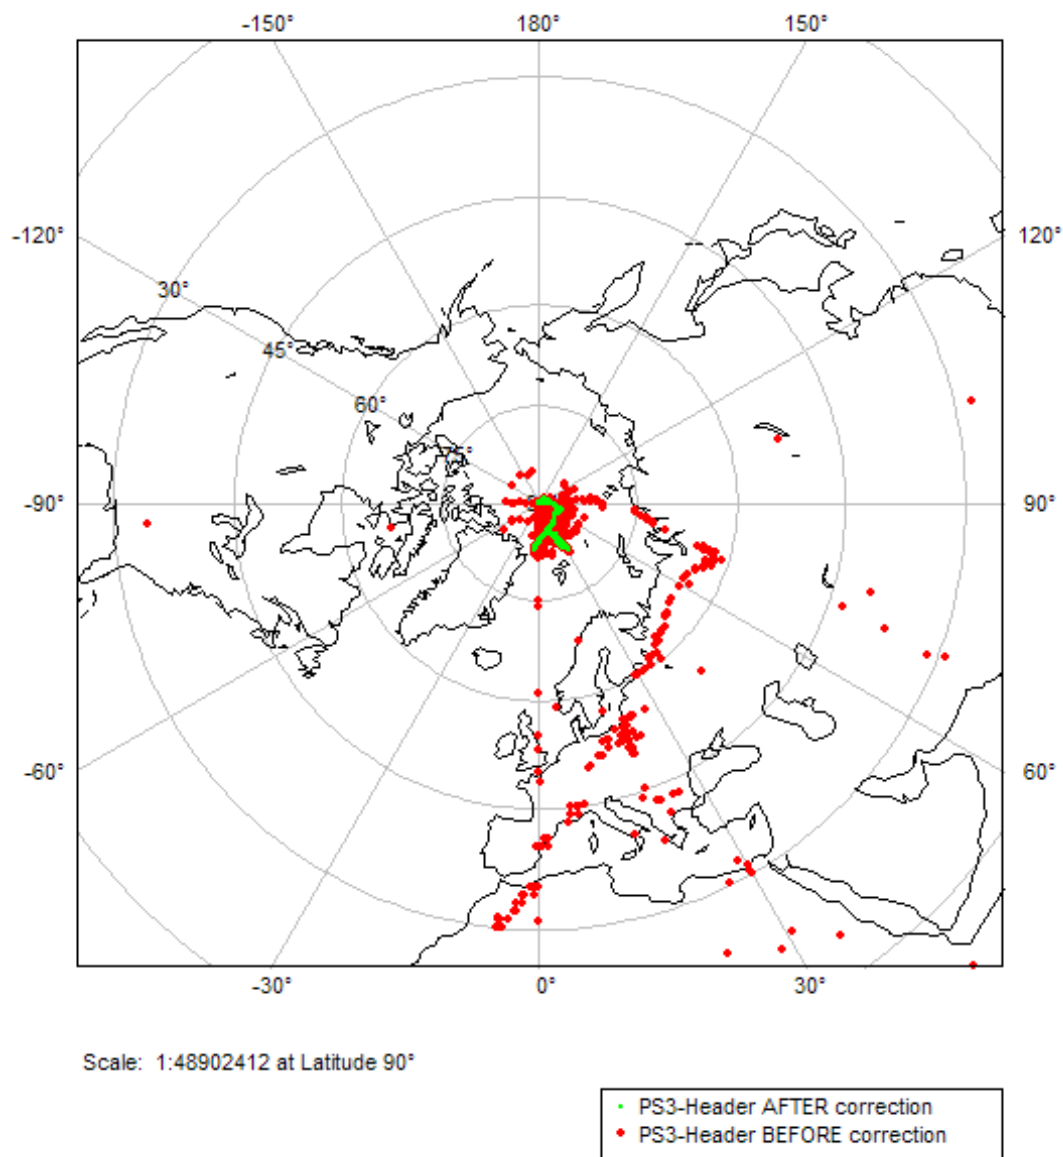 -150° 180° 150°
-120° 120°
30°
45°
60°
75°
-90° 90°
-60° 60°
-30° 0° 30°
Scale: 1:48902412 at Latitude 90°
PS3-Header AFTER correction
PS3-Header BEFORE correction